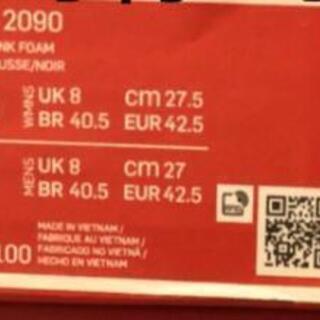 2090
NK FOAM
USSE/NOIR
WMNS UK 8 cm 27.5
BR 40.5 EUR 42.5
MENS UK 8 cm 27
BR 40.5 EUR 42.5
MADE IN VIETNAM /
FABRIQUE AU VIETNAM /
100 FABRICADO NO VIETNÃ /
HECHO EN VIETNAM